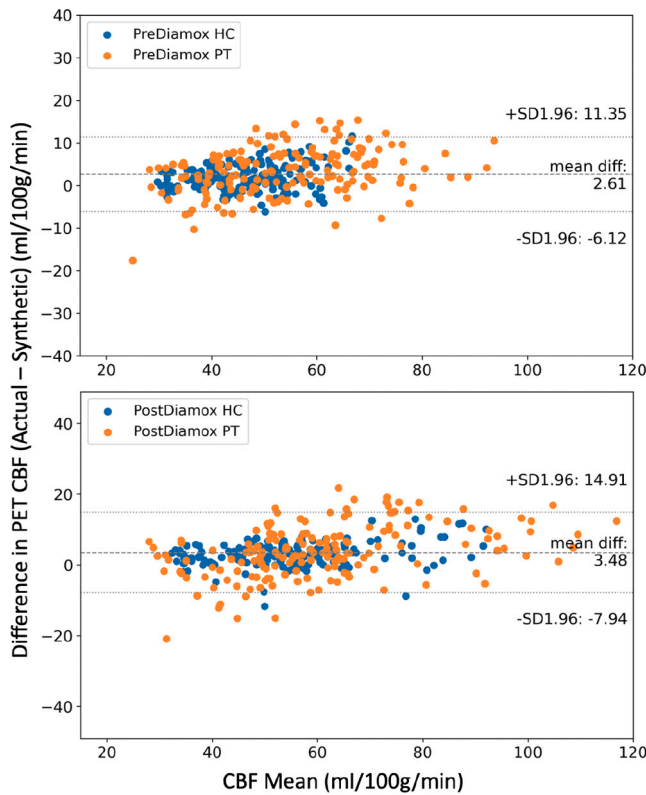 Difference in PET CBF (Actual – Synthetic) (ml/100g/min)
40
30
20
10
0
−10
−20
−30
−40
PreDiamox HC
PreDiamox PT
+SD1.96: 11.35
mean diff:
2.61
-SD1.96: -6.12
20 40 60 80 100 120
40
20
0
−20
−40
PostDiamox HC
PostDiamox PT
+SD1.96: 14.91
mean diff:
3.48
-SD1.96: -7.94
20 40 60 80 100 120
CBF Mean (ml/100g/min)